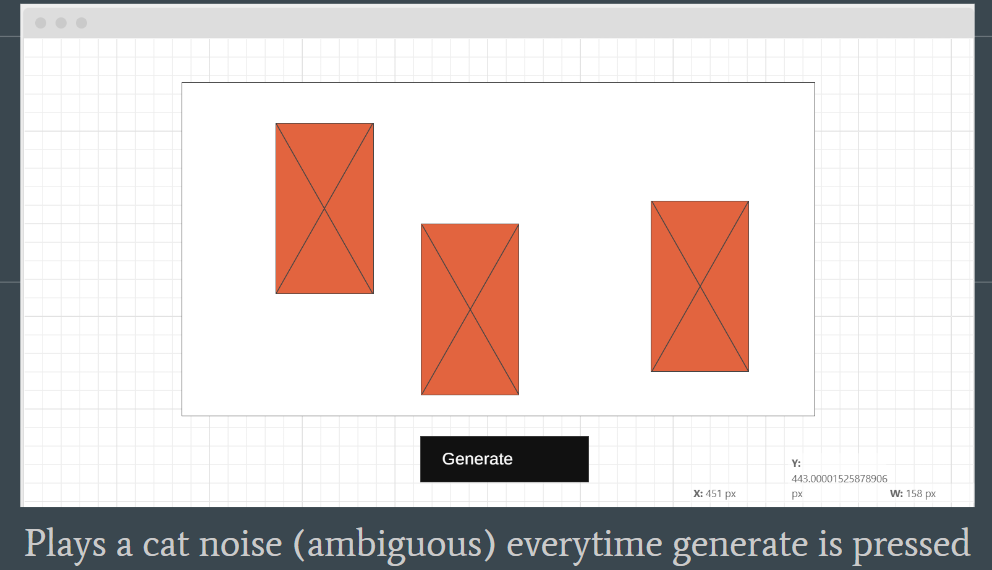 Generate
Y:
443.00001525878906
X: 451 px
px
W: 158 px
Plays a cat noise (ambiguous) everytime generate is pressed